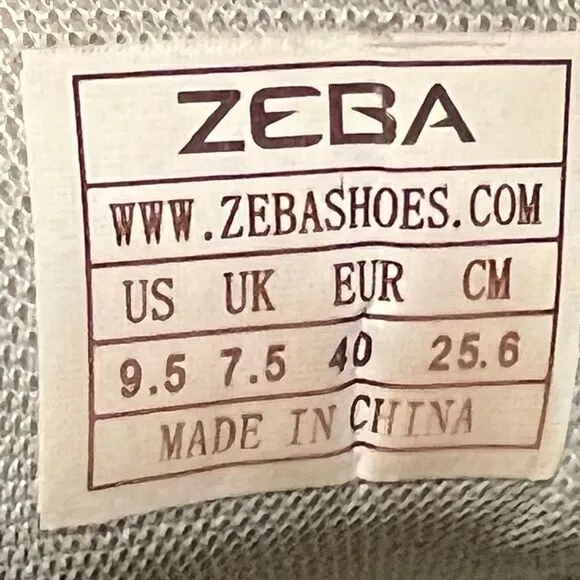 ZEBA
WWW.ZEBASHOES.COM
US UK EUR CM
9.5 7.5 40 25.6
MADE IN CHINA